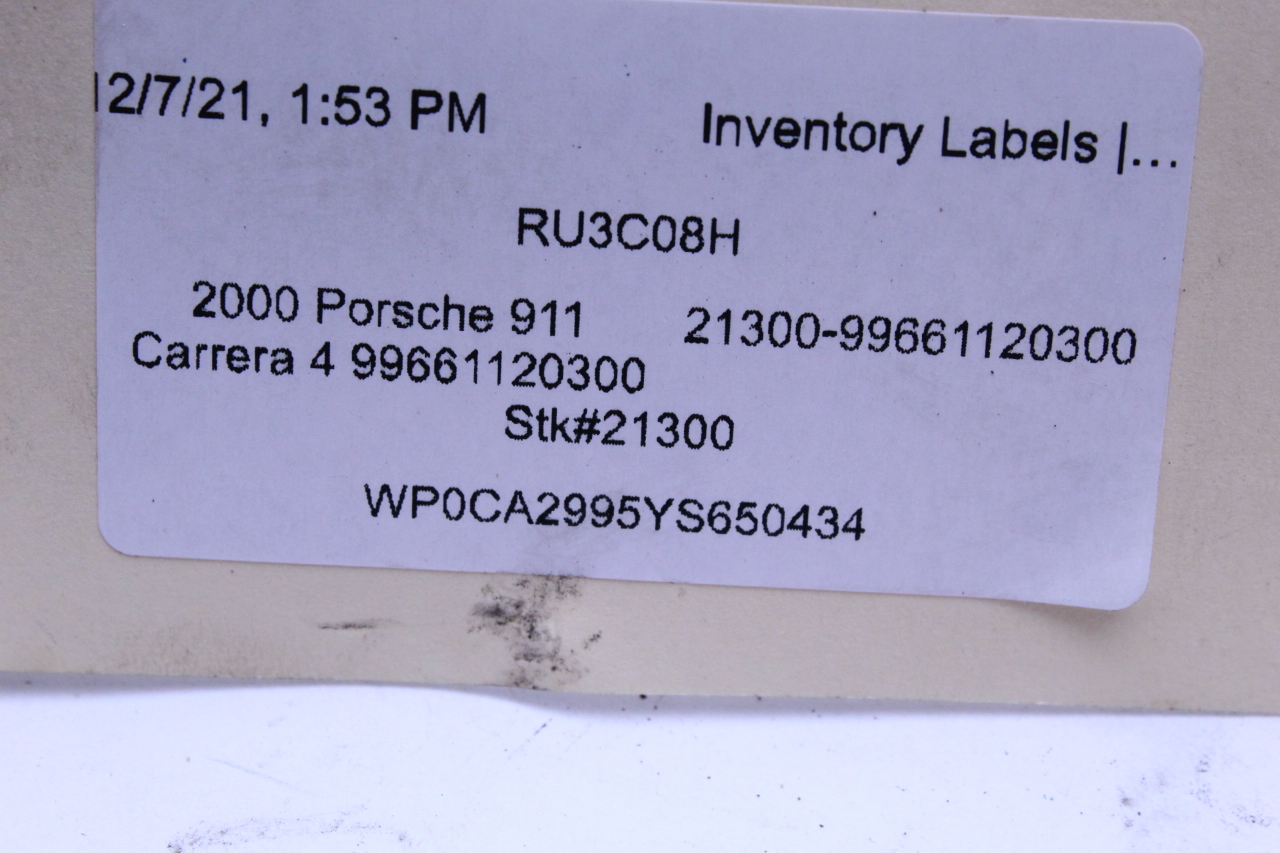 12/7/21, 1:53 PM
Inventory Labels |...
RU3C08H
2000 Porsche 911
Carrera 4 99661120300
21300-99661120300
Stk#21300
WP0CA2995YS650434